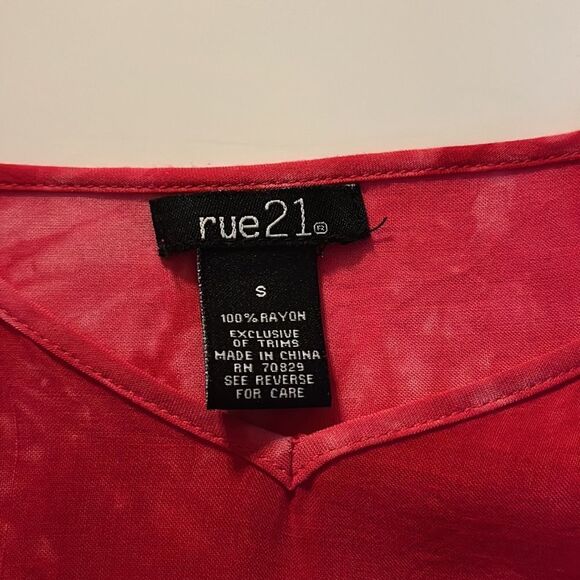 rue21
S
100% RAYON
EXCLUSIVE
OF TRIMS
MADE IN CHINA
RN 70829
SEE REVERSE
FOR CARE